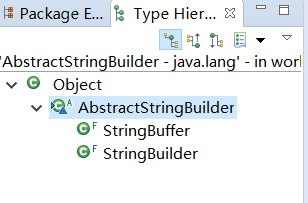 Package E... Type Hier...
'AbstractStringBuilder - java.lang' - in work
Object
AbstractStringBuilder
StringBuffer
StringBuilder